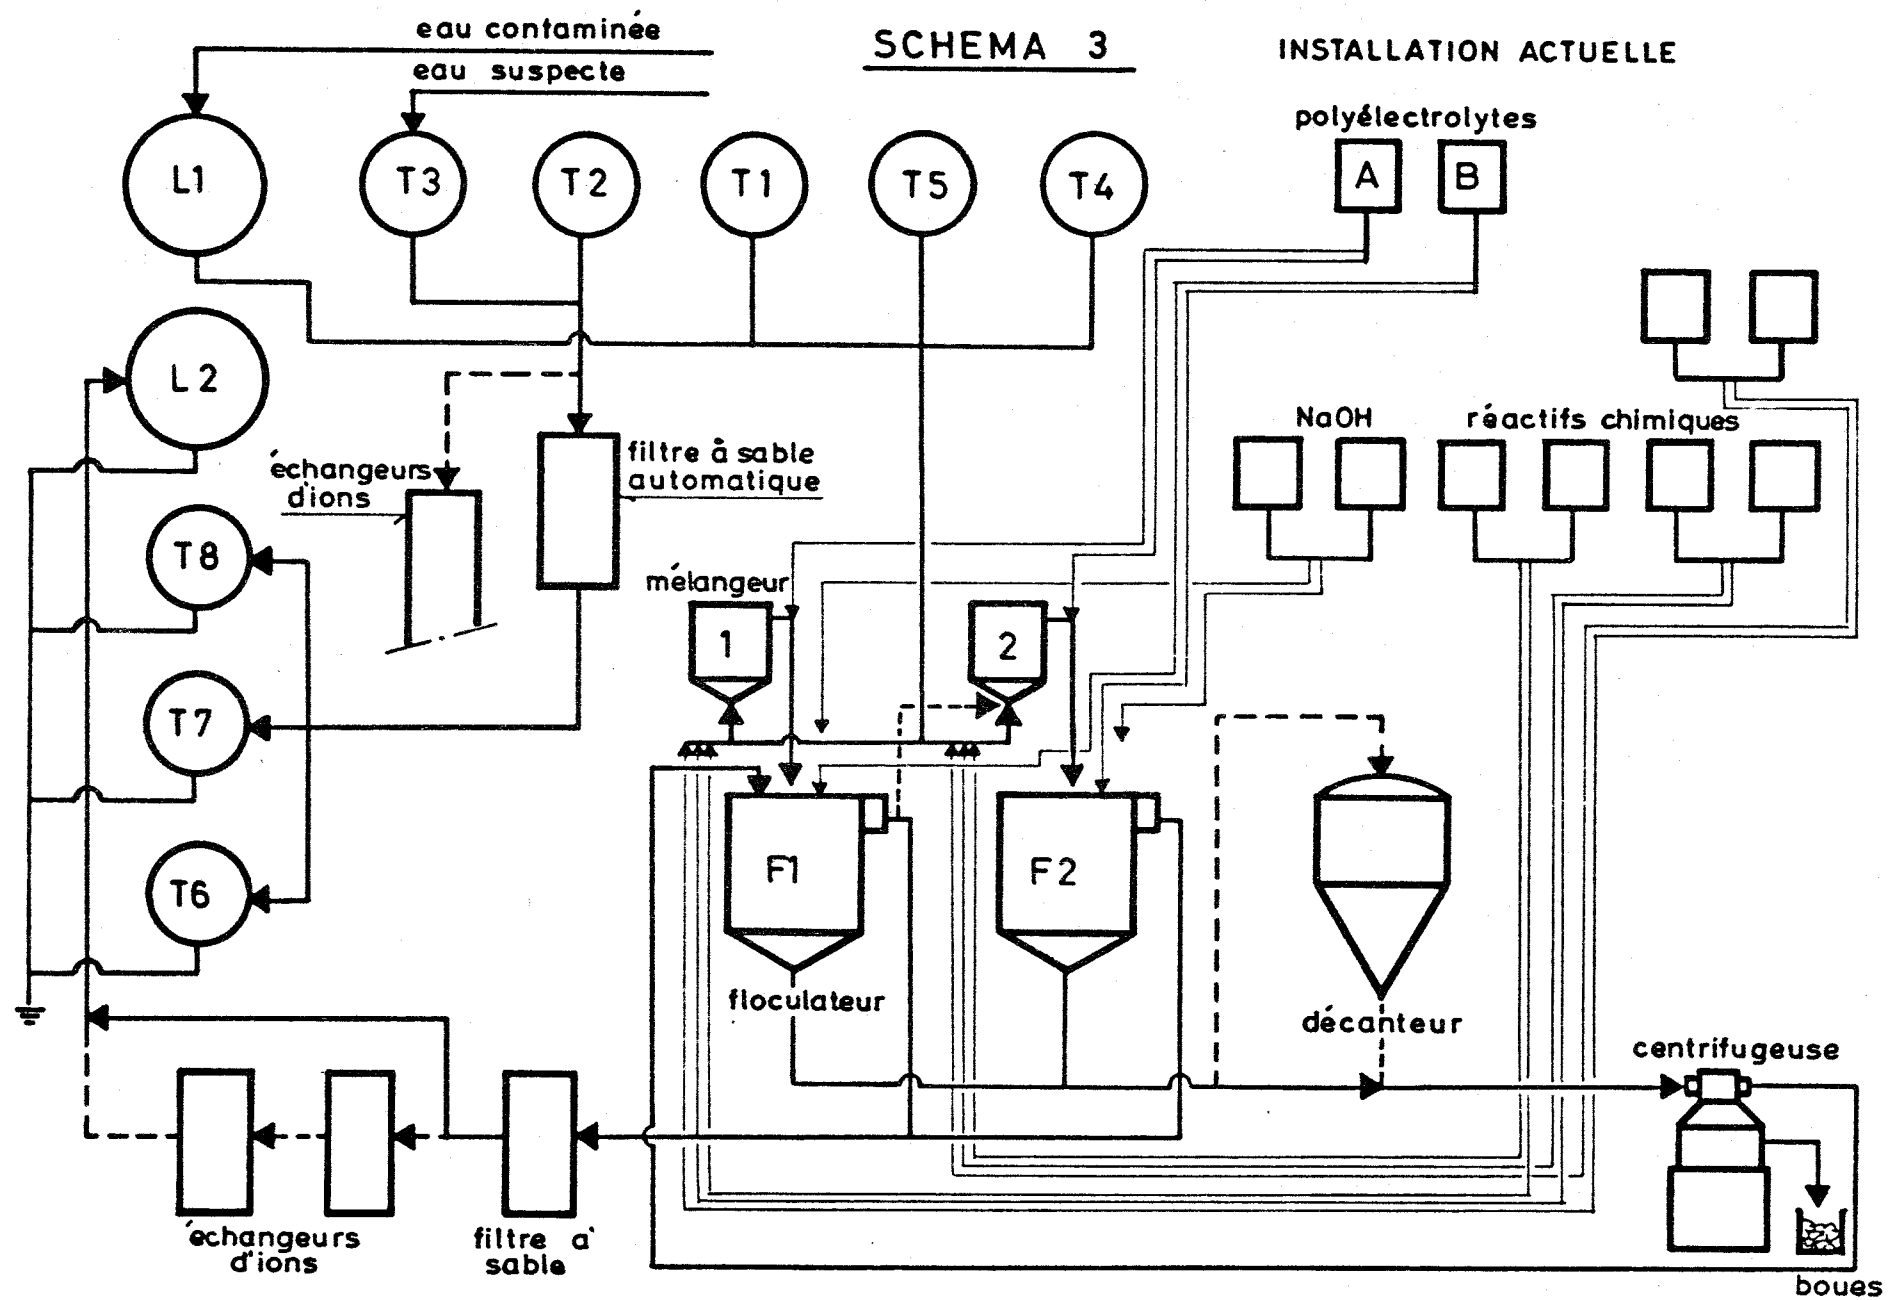 eau contaminée
SCHEMA 3
INSTALLATION ACTUELLE
eau suspecte
polyélectrolytes
L1
T3
T2
T1
T5
T4
A
B
L2
NaOH
réactifs chimiques
échangeurs
d'ions
filtre à sable
automatique
T8
mélangeur
1
2
T7
F1
F2
T6
floculateur
décanteur
centrifugeuse
échangeurs
d'ions
filtre a'
sable
boues